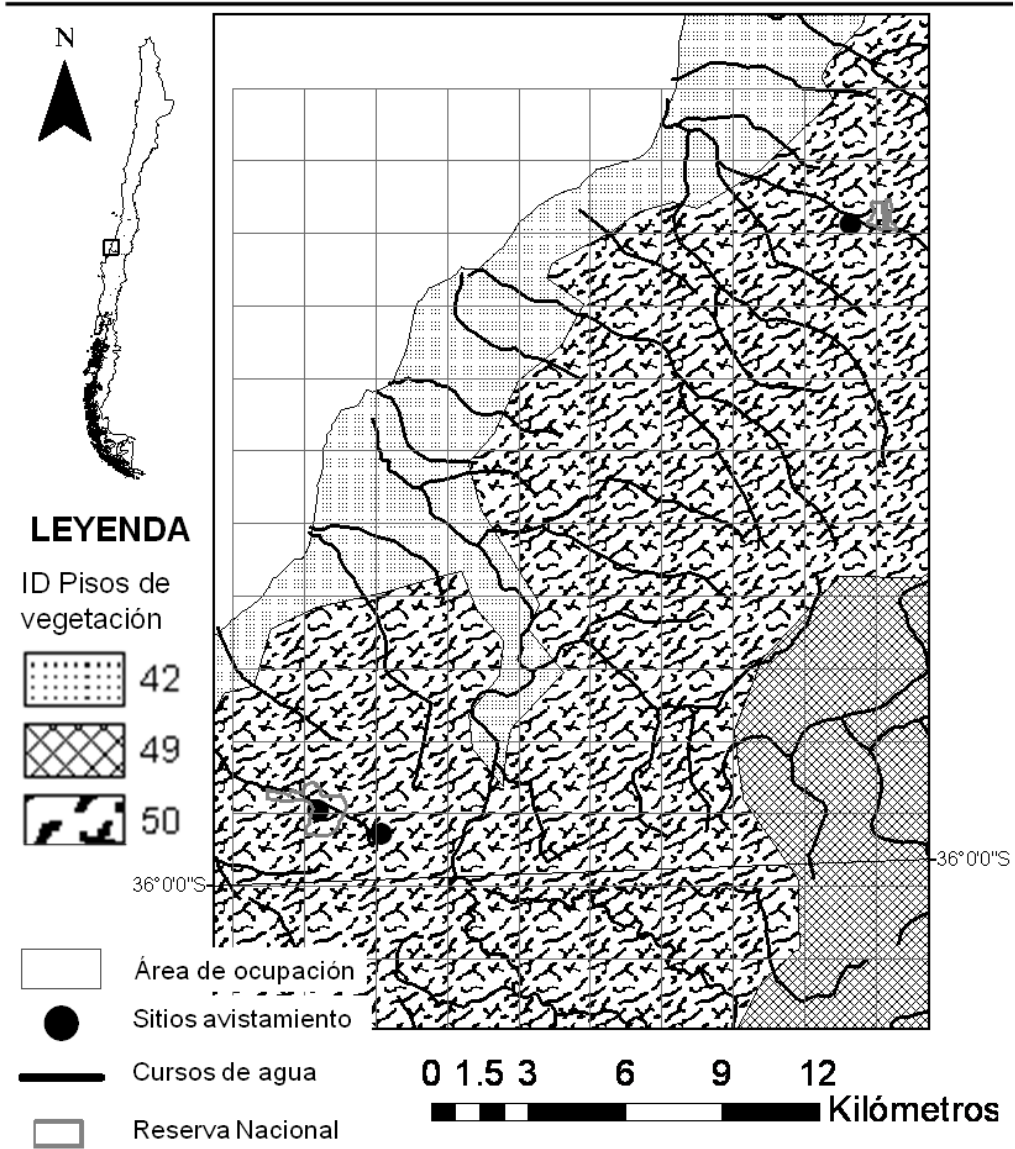 N
LEYENDA
ID Pisos de
vegetación
42
49
50
36°0'0"S
36°0'0"S
Área de ocupación
Sitios avistamiento
Cursos de agua
Reserva Nacional
0 1.5 3 6 9 12
Kilómetros